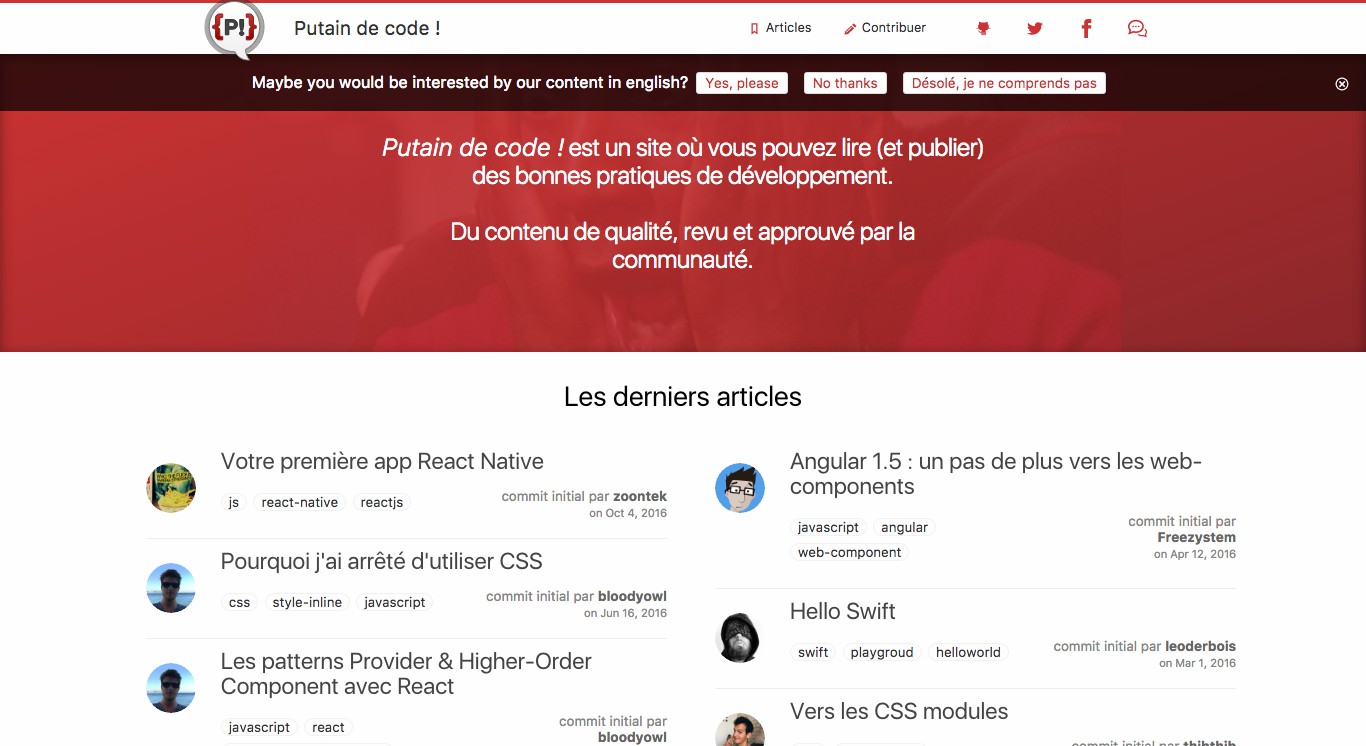 {P!}
Putain de code !
Articles
Contribuer
Maybe you would be interested by our content in english?
Yes, please
No thanks
Désolé, je ne comprends pas
Putain de code ! est un site où vous pouvez lire (et publier)
des bonnes pratiques de développement.
Du contenu de qualité, revu et approuvé par la
communauté.
Les derniers articles
Votre première app React Native
js react-native reactjs
commit initial par zoontek
on Oct 4, 2016
Pourquoi j'ai arrêté d'utiliser CSS
css style-inline javascript
commit initial par bloodyowl
on Jun 16, 2016
Les patterns Provider & Higher-Order
Component avec React
javascript react
commit initial par
bloodyowl
Angular 1.5 : un pas de plus vers les web-
components
javascript angular
web-component
commit initial par
Freezystem
on Apr 12, 2016
Hello Swift
swift playgroud helloworld
commit initial par leoderbois
on Mar 1, 2016
Vers les CSS modules
commit initial par thibthib